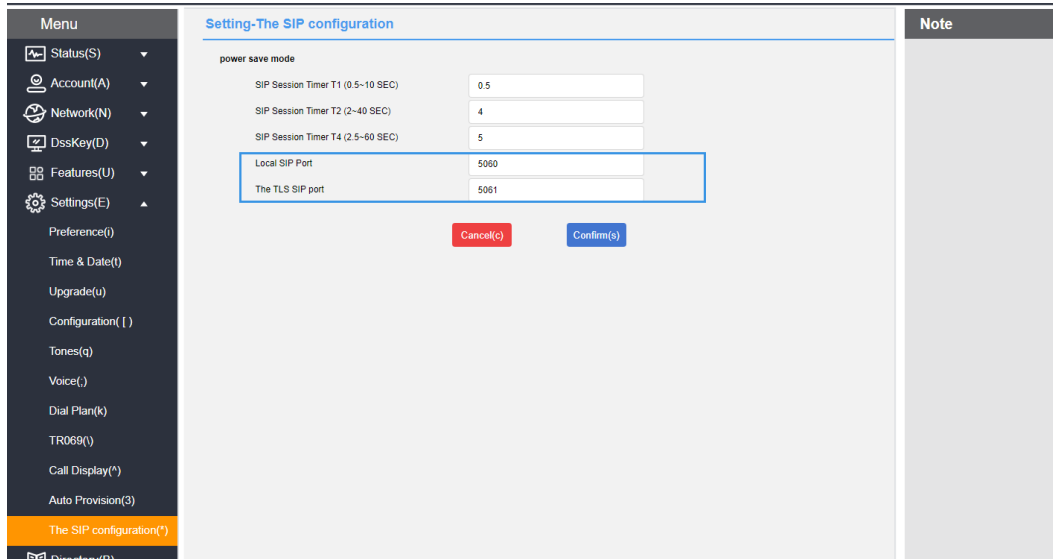 Menu
Status(S)
Account(A)
Network(N)
DssKey(D)
Features(U)
Settings(E)
Preference(i)
Time & Date(t)
Upgrade(u)
Configuration( [ )
Tones(q)
Voice(;)
Dial Plan(k)
TR069(\)
Call Display(^)
Auto Provision(3)
The SIP configuration(*)
Directory(B)
Setting-The SIP configuration
power save mode
SIP Session Timer T1 (0.5~10 SEC) 0.5
SIP Session Timer T2 (2~40 SEC) 4
SIP Session Timer T4 (2.5~60 SEC) 5
Local SIP Port 5060
The TLS SIP port 5061
Cancel(c) Confirm(s)
Note